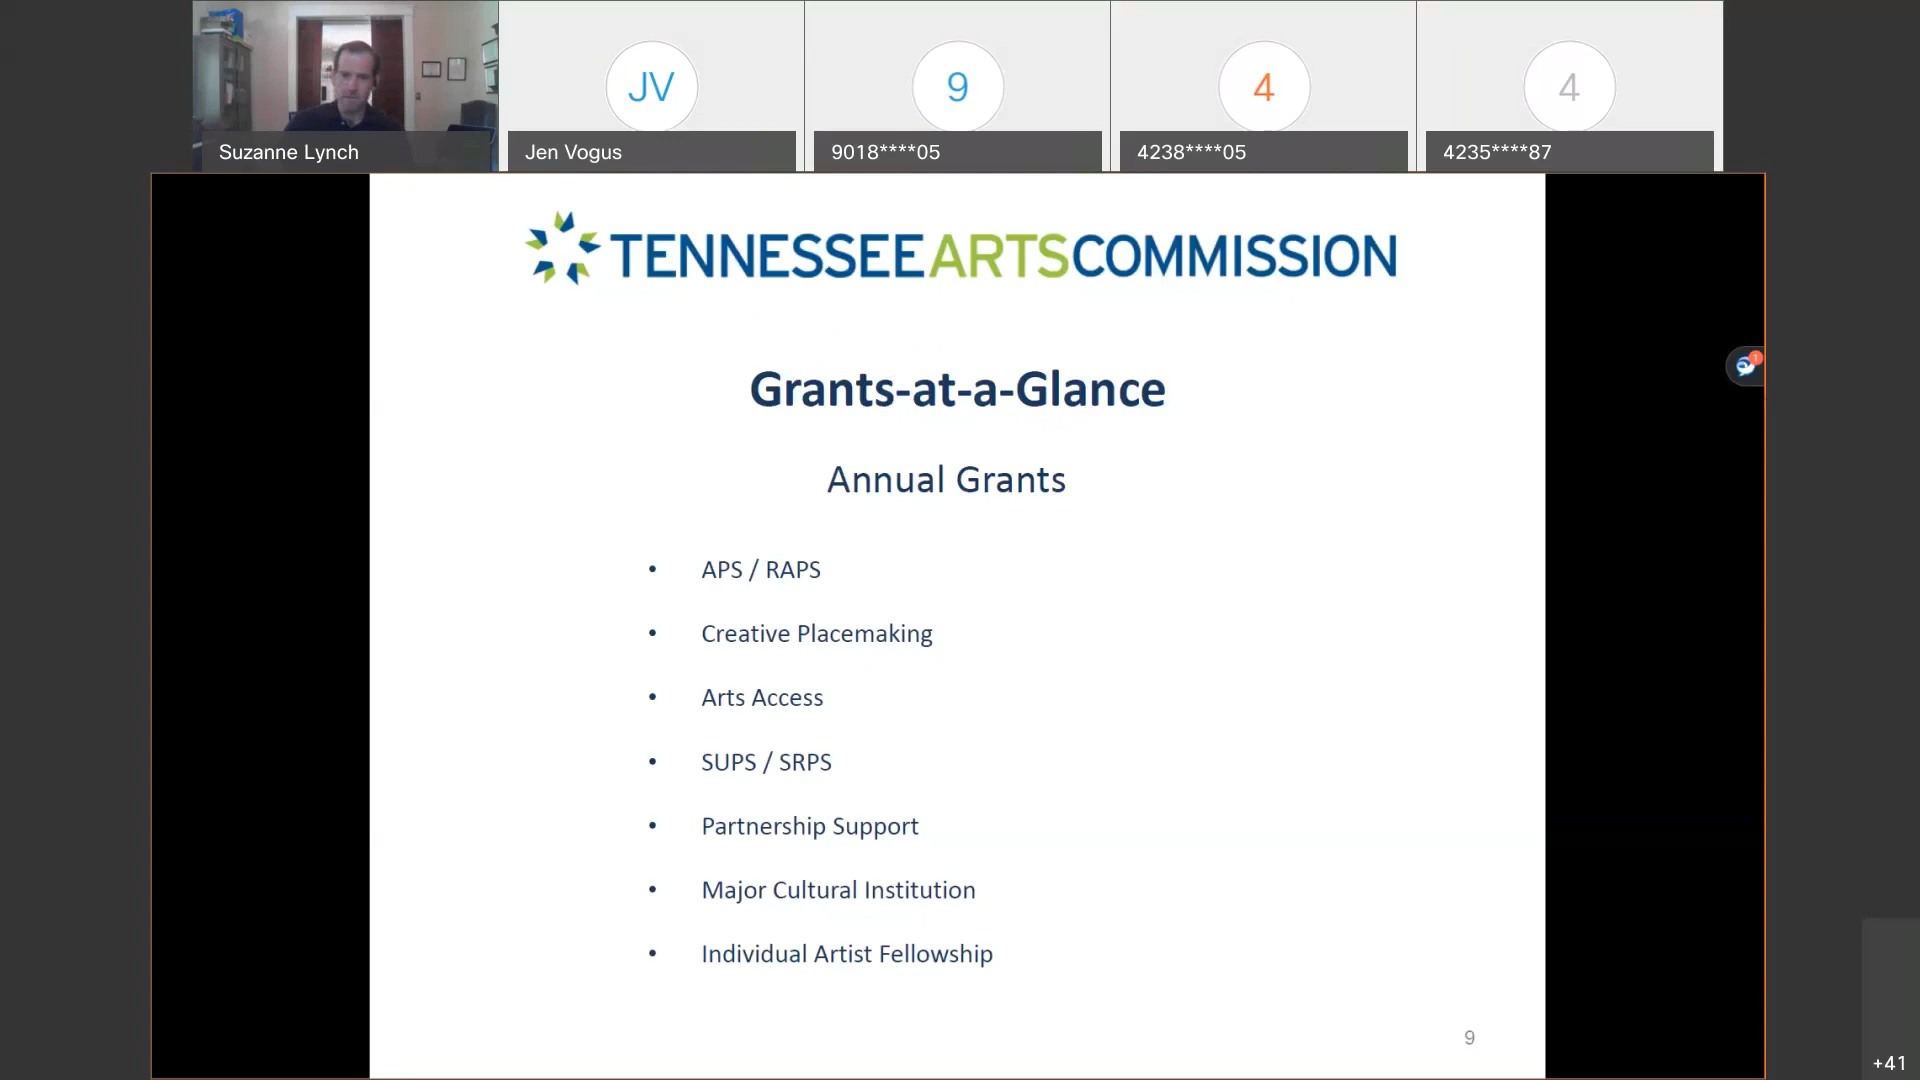 JV
9
4
4
Suzanne Lynch
Jen Vogus
9018****05
4238****05
4235****87
TENNESSEEARTSCOMMISSION
1
Grants-at-a-Glance
Annual Grants
• APS / RAPS
• Creative Placemaking
• Arts Access
• SUPS / SRPS
• Partnership Support
• Major Cultural Institution
• Individual Artist Fellowship
9
+41